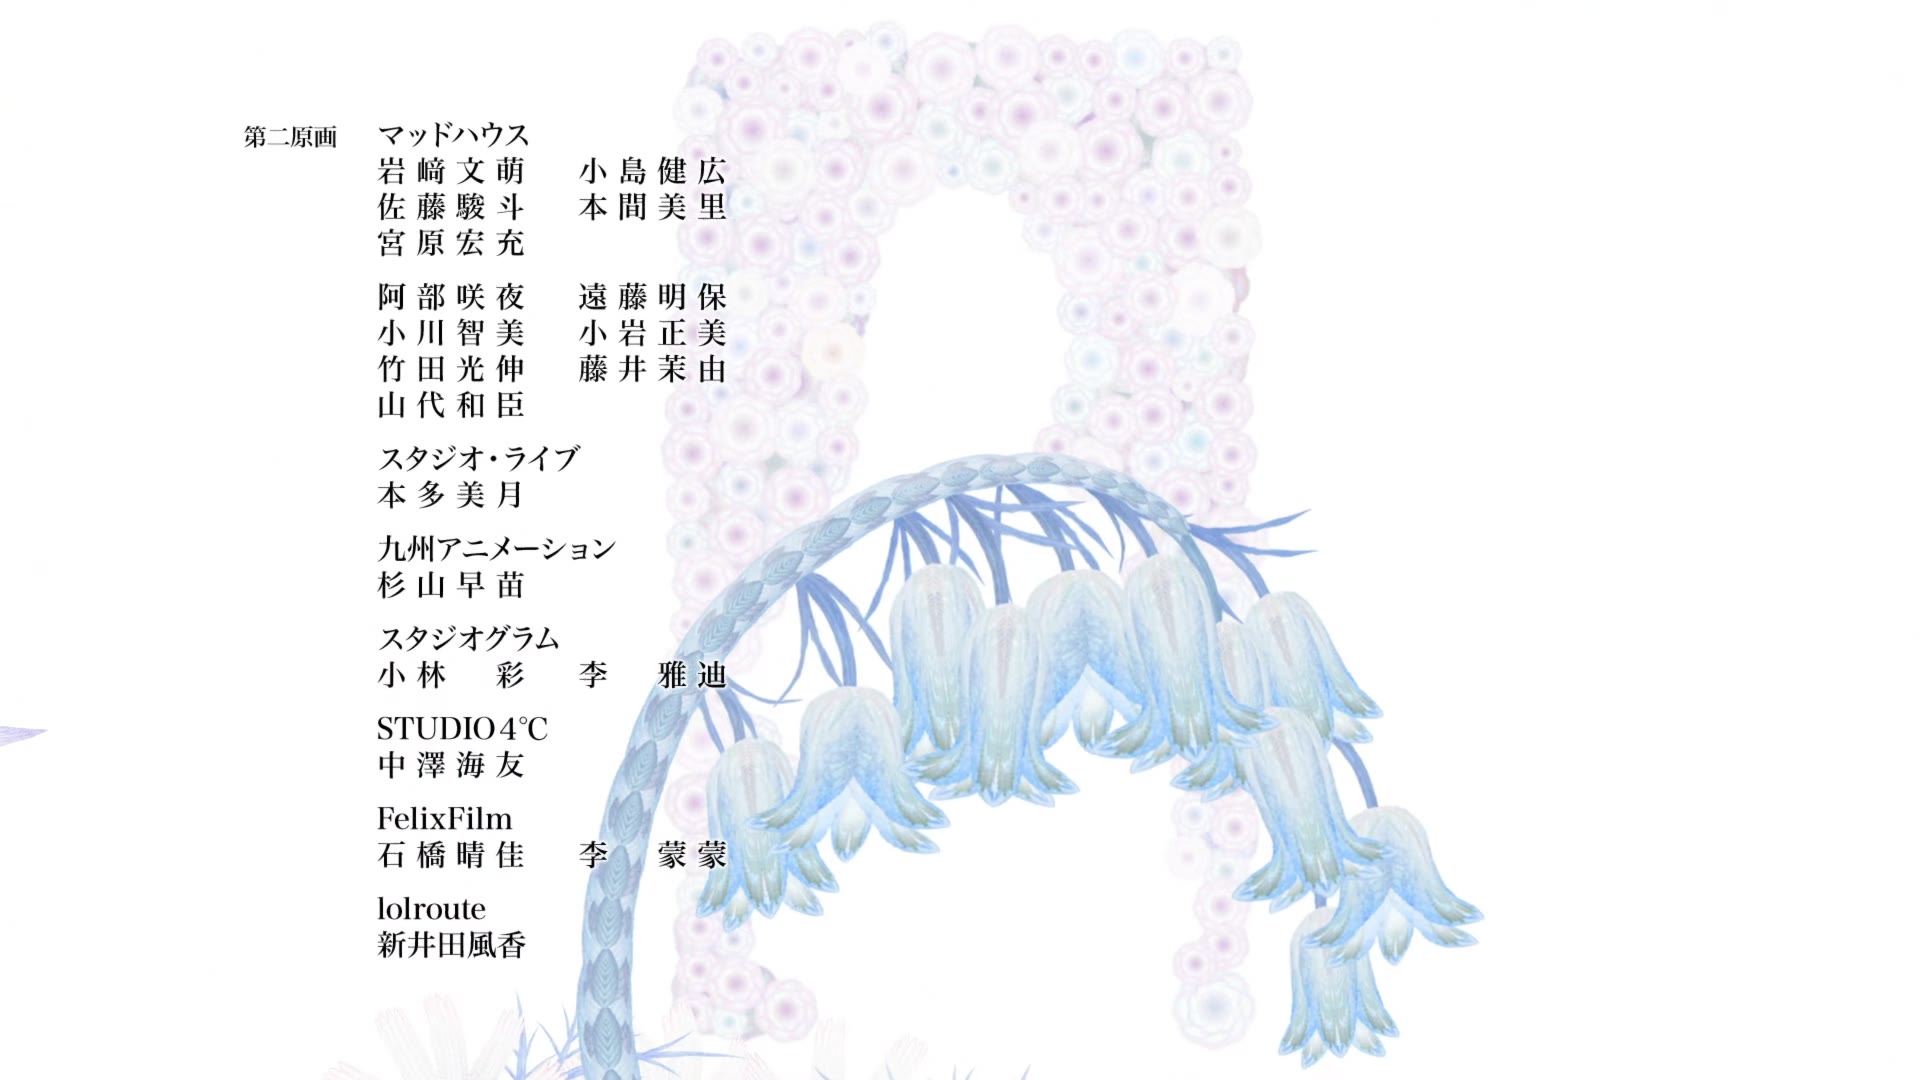 第二原画 マッドハウス
岩﨑文萌 小島健広
佐藤駿斗 本間美里
宮原宏充
阿部咲夜 遠藤明保
小川智美 小岩正美
竹田光伸 藤井茉由
山代和臣
スタジオ・ライブ
本多美月
九州アニメーション
杉山早苗
スタジオグラム
小林 彩 李 雅迪
STUDIO4℃
中澤海友
FelixFilm
石橋晴佳 李 蒙蒙
lolroute
新井田風香